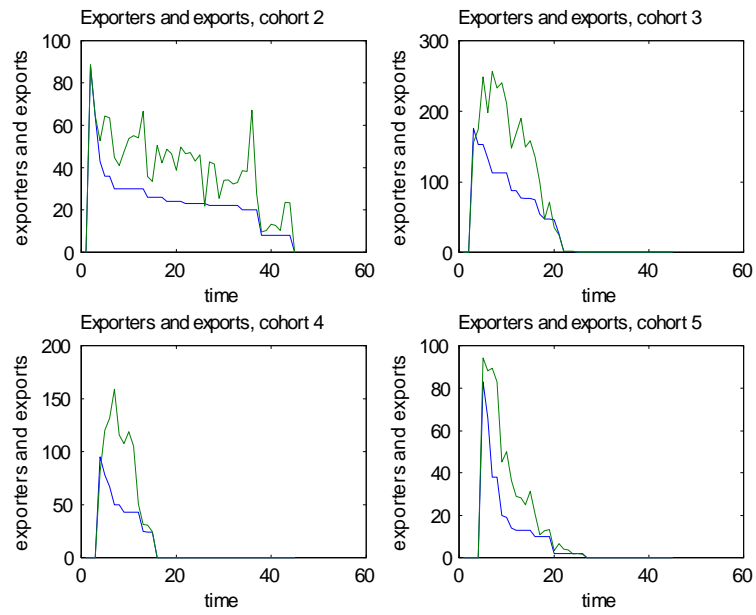 Exporters and exports, cohort 2
100
80
60
40
20
0
0 20 40 60
exporters and exports
time
Exporters and exports, cohort 3
300
200
100
0
0 20 40 60
exporters and exports
time
Exporters and exports, cohort 4
200
150
100
50
0
0 20 40 60
exporters and exports
time
Exporters and exports, cohort 5
100
80
60
40
20
0
0 20 40 60
exporters and exports
time